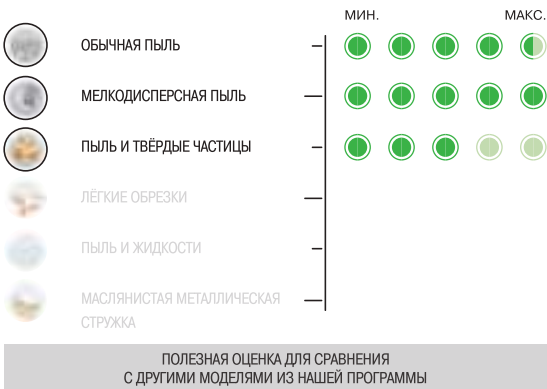 МИН. МАКС.
ОБЫЧНАЯ ПЫЛЬ
МЕЛКОДИСПЕРСНАЯ ПЫЛЬ
ПЫЛЬ И ТВЁРДЫЕ ЧАСТИЦЫ
ЛЁГКИЕ ОБРЕЗКИ
ПЫЛЬ И ЖИДКОСТИ
МАСЛЯНИСТАЯ МЕТАЛЛИЧЕСКАЯ
СТРУЖКА
ПОЛЕЗНАЯ ОЦЕНКА ДЛЯ СРАВНЕНИЯ
С ДРУГИМИ МОДЕЛЯМИ ИЗ НАШЕЙ ПРОГРАММЫ